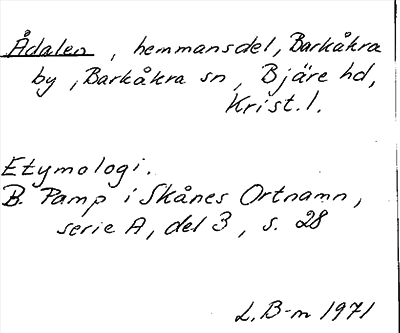 Ådalen, hemmansdel, Barkåkra
by, Barkåkra sn, Bjäre hd,
Krist. l.
Etymologi.
B. Pamp i Skånes Ortnamn,
serie A, del 3, s. 28
L. B-m 1971